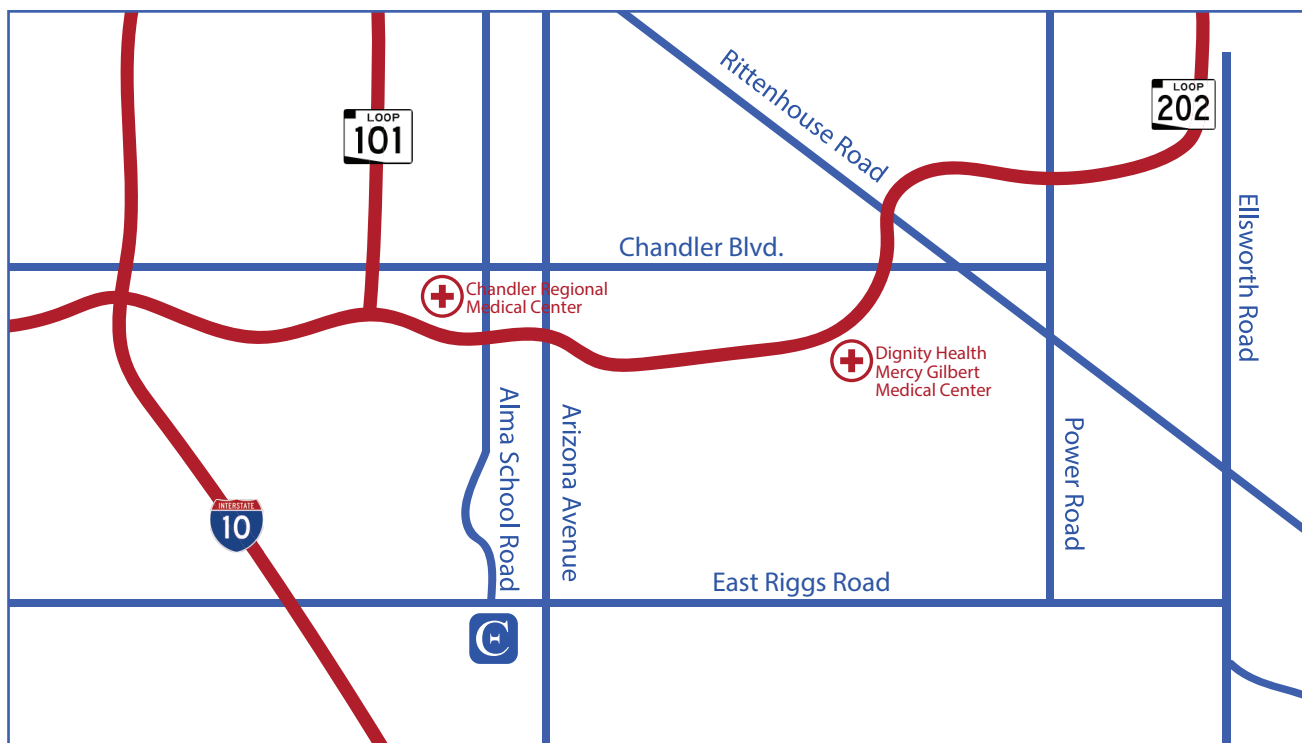 LOOP
101
LOOP
202
Rittenhouse Road
Ellsworth Road
Chandler Blvd.
Chandler Regional
Medical Center
Dignity Health
Mercy Gilbert
Medical Center
Alma School Road
Arizona Avenue
Power Road
INTERSTATE
10
East Riggs Road